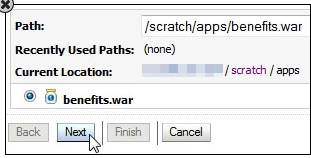 Path: /scratch/apps/benefits.war
Recently Used Paths: (none)
Current Location: / scratch / apps
benefits.war
Back Next Finish Cancel